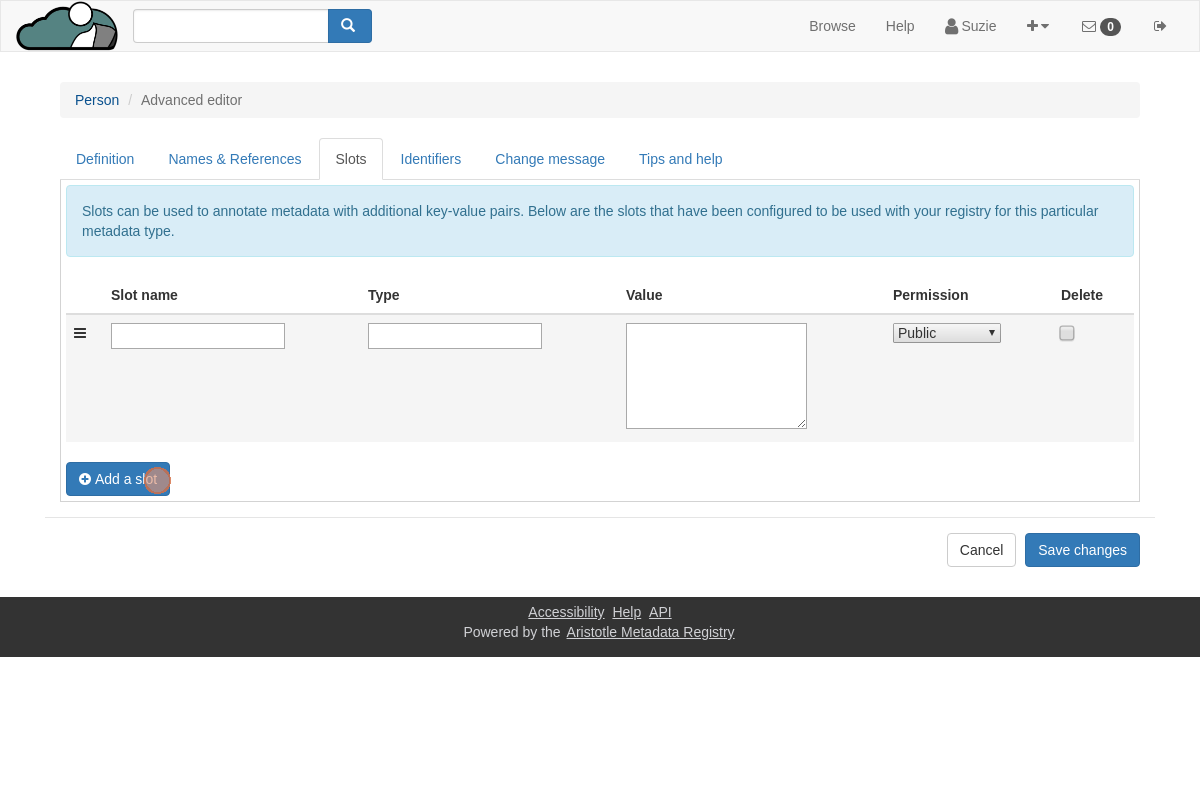 Browse Help Suzie 0
Person / Advanced editor
Definition Names & References Slots Identifiers Change message Tips and help
Slots can be used to annotate metadata with additional key-value pairs. Below are the slots that have been configured to be used with your registry for this particular
metadata type.
Slot name Type Value Permission Delete
Public
Add a slot
Cancel Save changes
Accessibility Help API
Powered by the Aristotle Metadata Registry